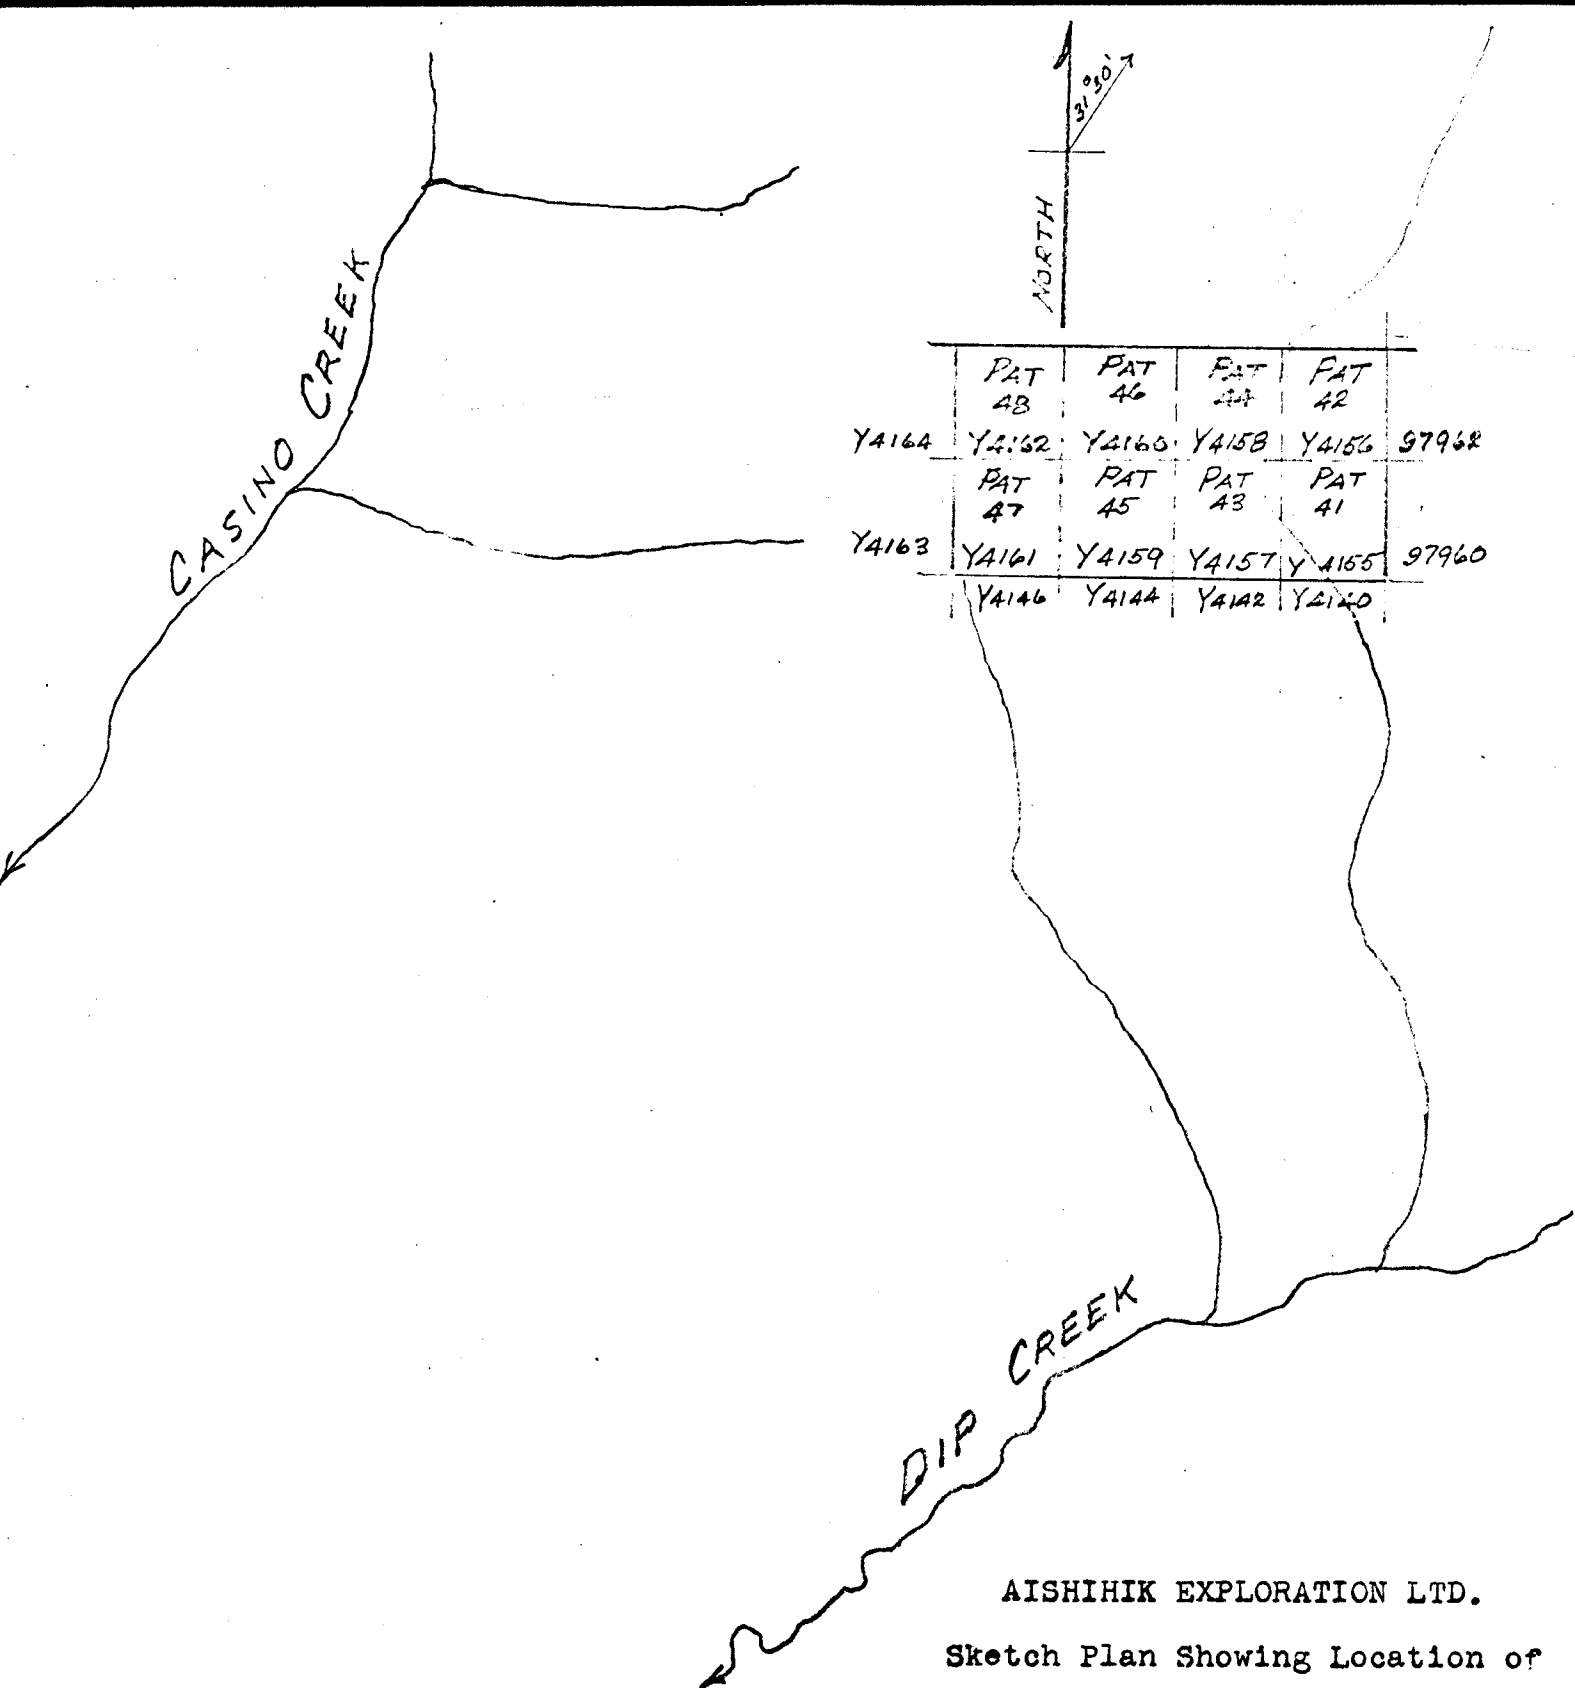 31°30'
NORTH
CASINO CREEK
PAT PAT PAT PAT
48 46 44 42
Y4164 Y4162 Y4160 Y4158 Y4156 97962
PAT PAT PAT PAT
47 45 43 41
Y4163 Y4161 Y4159 Y4157 Y4155 97960
Y4146 Y4144 Y4142 Y4140
DIP CREEK
AISHIHIK EXPLORATION LTD.
Sketch Plan Showing Location of